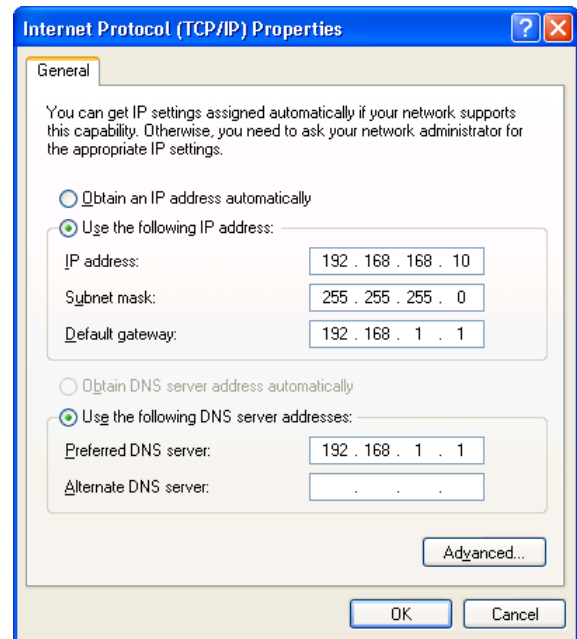 Internet Protocol (TCP/IP) Properties
General
You can get IP settings assigned automatically if your network supports
this capability. Otherwise, you need to ask your network administrator for
the appropriate IP settings.
Obtain an IP address automatically
Use the following IP address:
IP address: 192 . 168 . 168 . 10
Subnet mask: 255 . 255 . 255 . 0
Default gateway: 192 . 168 . 1 . 1
Obtain DNS server address automatically
Use the following DNS server addresses:
Preferred DNS server: 192 . 168 . 1 . 1
Alternate DNS server: . . .
Advanced...
OK Cancel